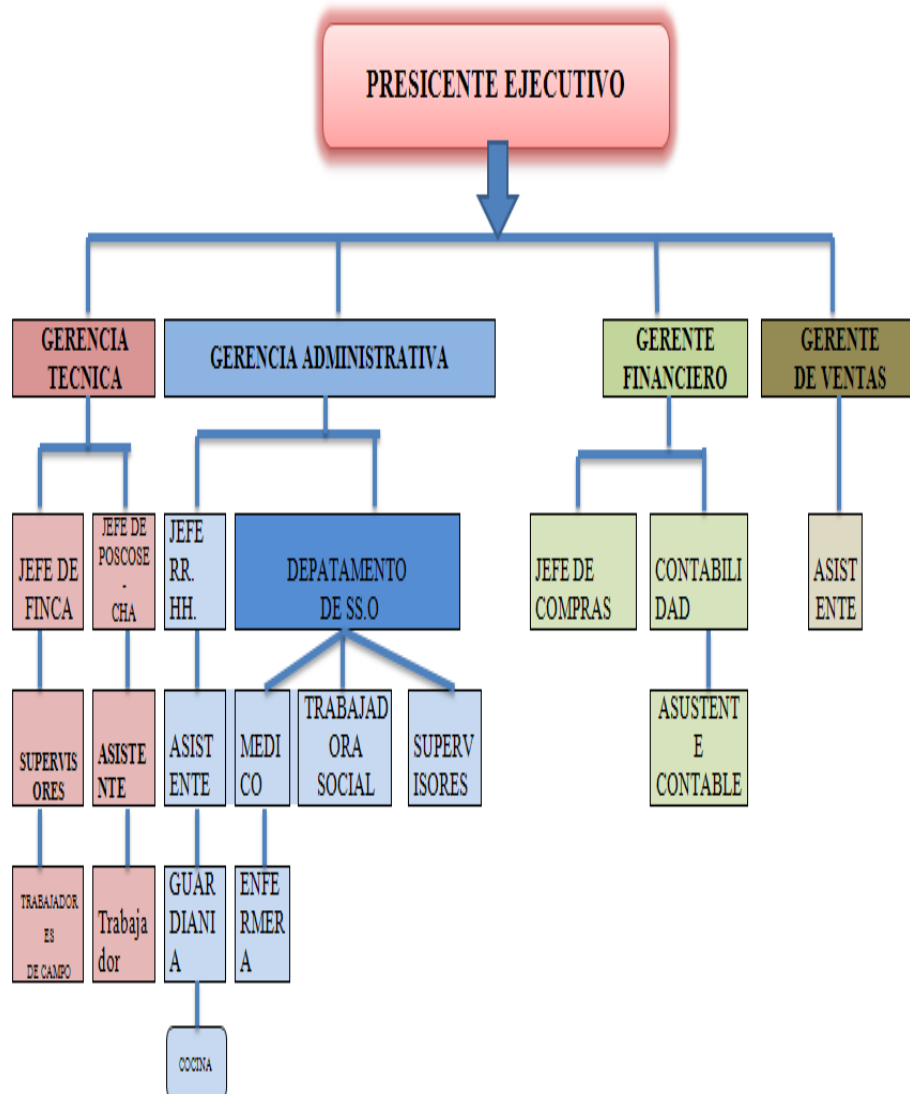 PRESICENTE EJECUTIVO
GERENCIA
TECNICA
GERENCIA ADMINISTRATIVA
GERENTE
FINANCIERO
GERENTE
DE VENTAS
JEFE DE
FINCA
JEFE DE
POSCOSE
-
CHA
JEFE
RR.
HH.
DEPATAMENTO
DE SS.O
JEFE DE
COMPRAS
CONTABILI
DAD
ASIST
ENTE
SUPERVIS
ORES
ASISTE
NTE
ASIST
ENTE
MEDI
CO
TRABAJAD
ORA
SOCIAL
SUPERV
ISORES
ASUSTENT
E
CONTABLE
TRABAJADOR
ES
DE CAMPO
Trabaja
dor
GUAR
DIANI
A
ENFE
RMER
A
COCINA